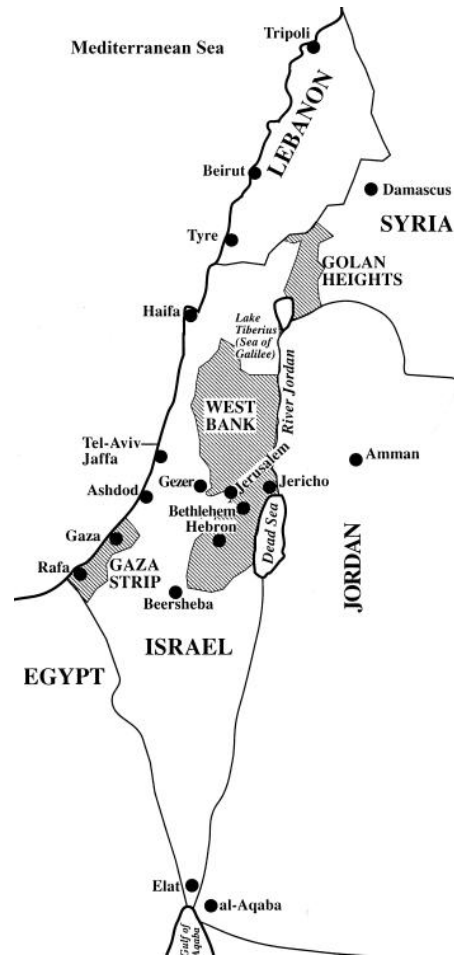 Tripoli
Mediterranean Sea
LEBANON
Beirut
Damascus
SYRIA
Tyre
GOLAN
HEIGHTS
Haifa
Lake
Tiberius
(Sea of
Galilee)
River Jordan
WEST
BANK
Tel-Aviv
Jaffa
Amman
Gezer
Jerusalem
Jericho
Ashdod
Bethlehem
Hebron
Dead Sea
Gaza
GAZA
STRIP
Rafa
JORDAN
Beersheba
ISRAEL
EGYPT
Elat
al-Aqaba
Gulf of
Aqaba